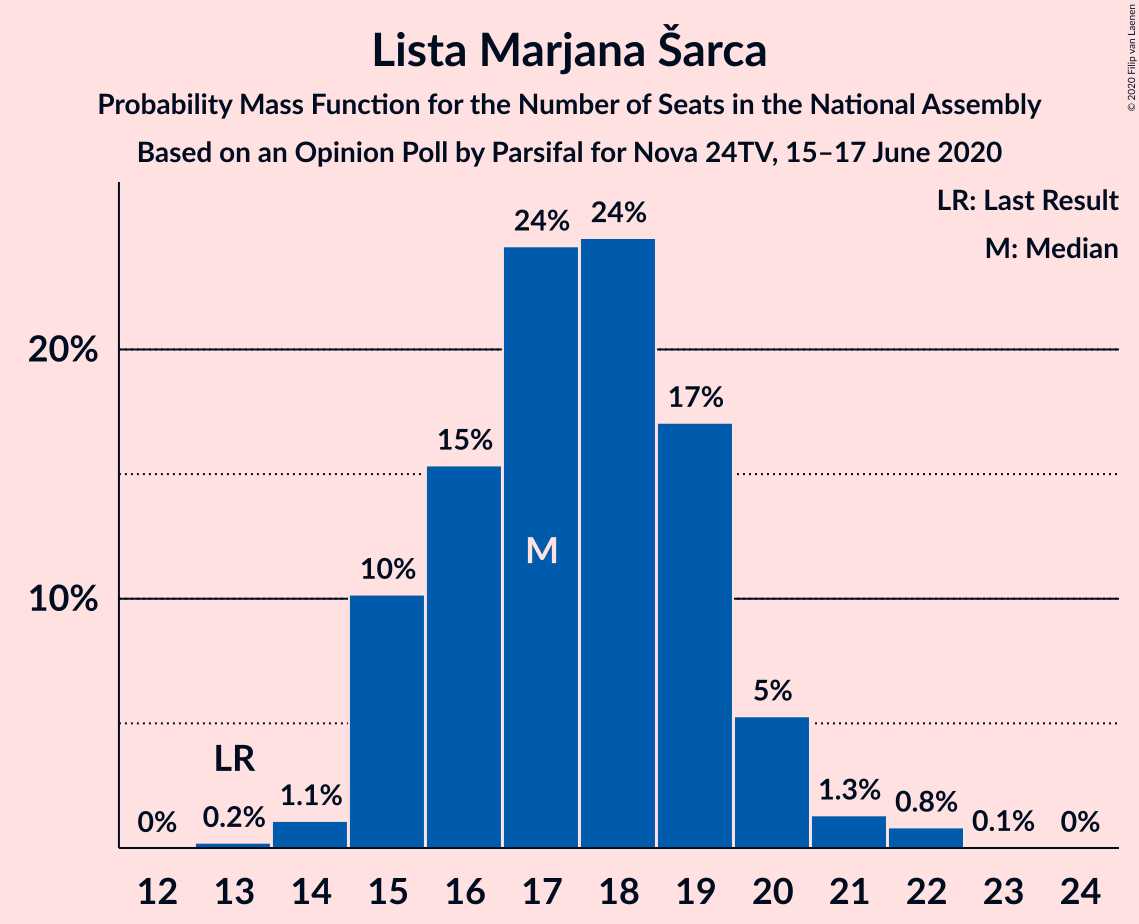 Lista Marjana Šarca
Probability Mass Function for the Number of Seats in the National Assembly
Based on an Opinion Poll by Parsifal for Nova 24TV, 15–17 June 2020
© 2020 Filip van Laenen
LR: Last Result
M: Median
20%
10%
0%
0.2%
1.1%
10%
15%
24%
24%
17%
5%
1.3%
0.8%
0.1%
0%
LR
M
12 13 14 15 16 17 18 19 20 21 22 23 24